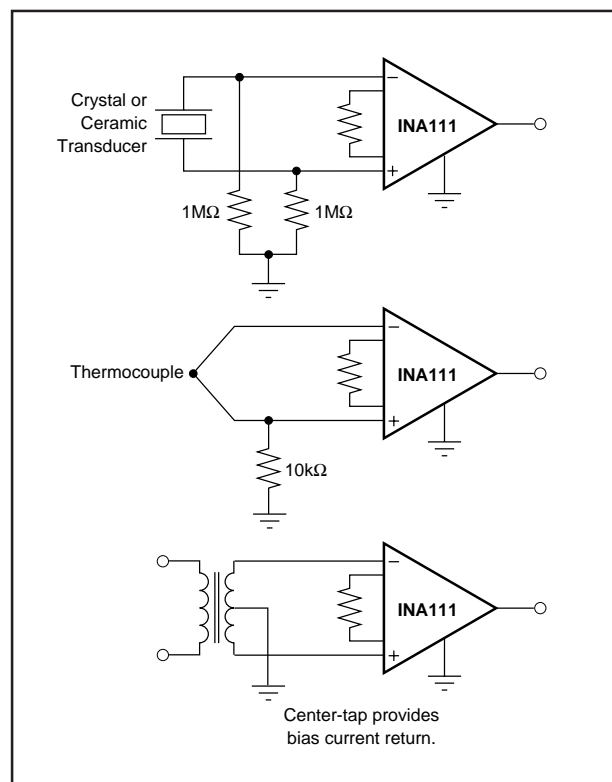 Crystal or
Ceramic
Transducer
−
INA111
+
1MΩ
1MΩ
Thermocouple
−
INA111
+
10kΩ
−
INA111
+
Center-tap provides
bias current return.